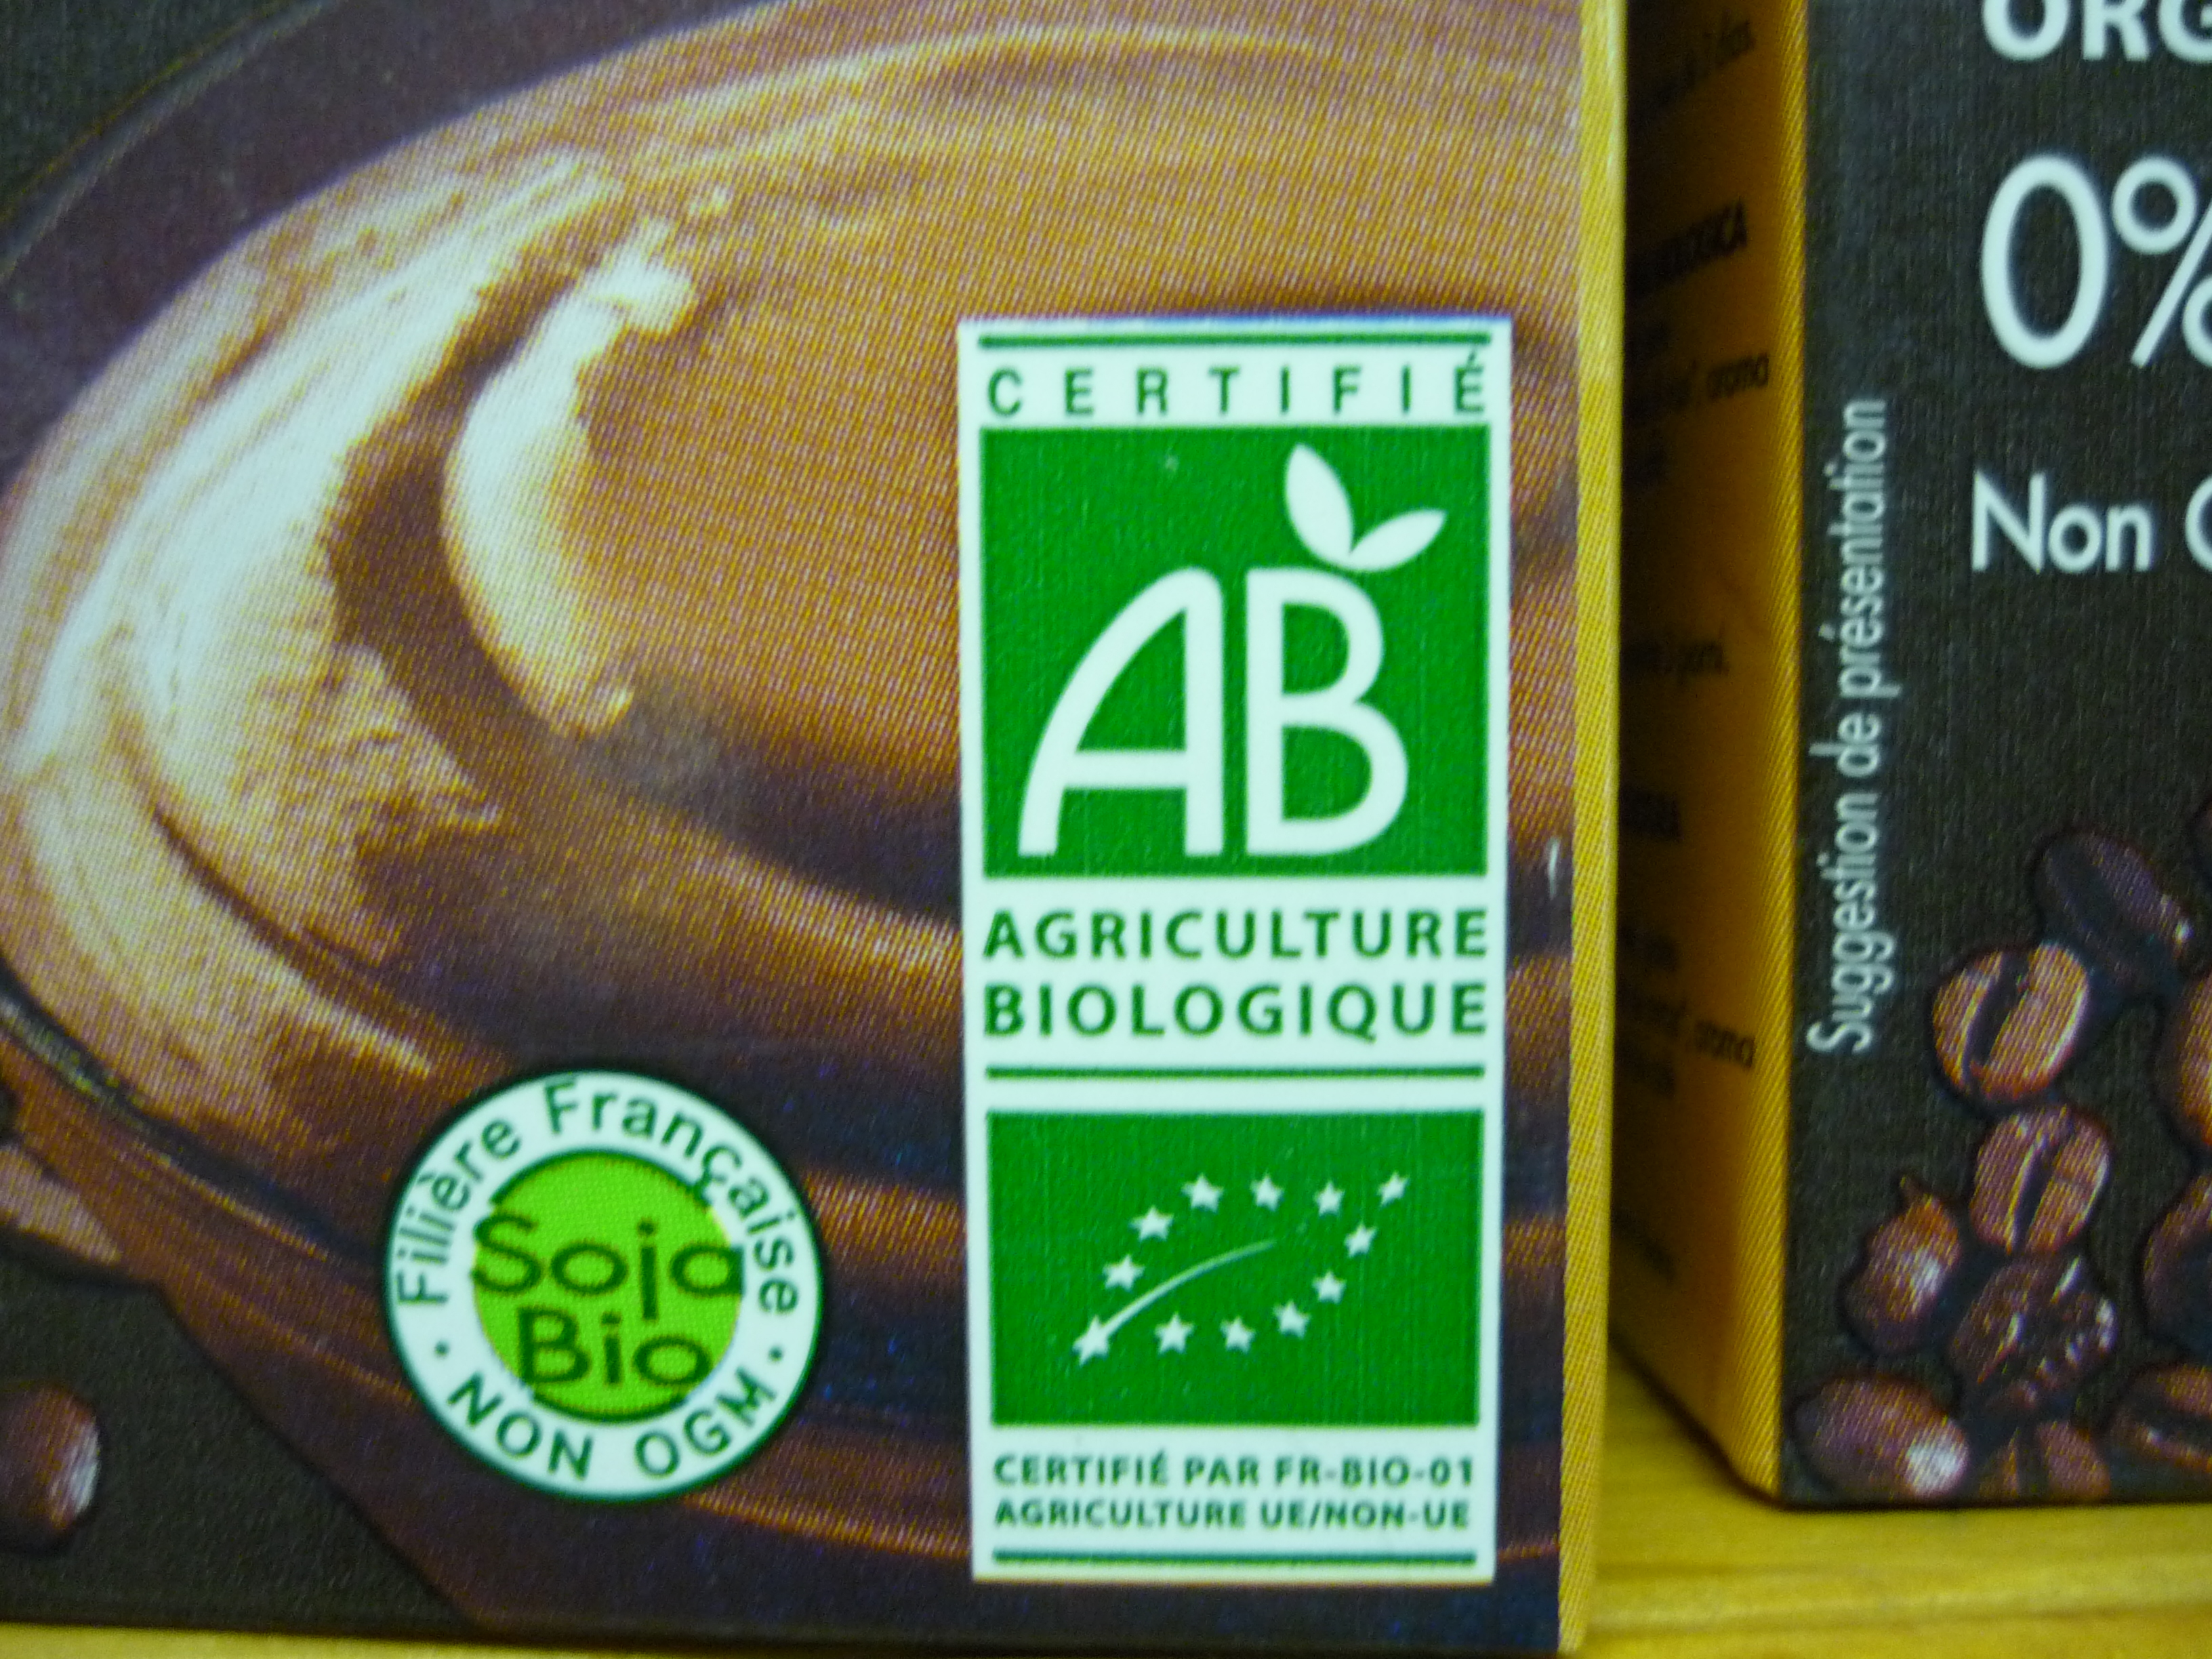 CERTIFIÉ
AB
AGRICULTURE
BIOLOGIQUE
CERTIFIÉ PAR FR-BIO-01
AGRICULTURE UE/NON-UE
Filière Française
Soja
Bio
• NON OGM •
0%
Non
Suggestion de présentation